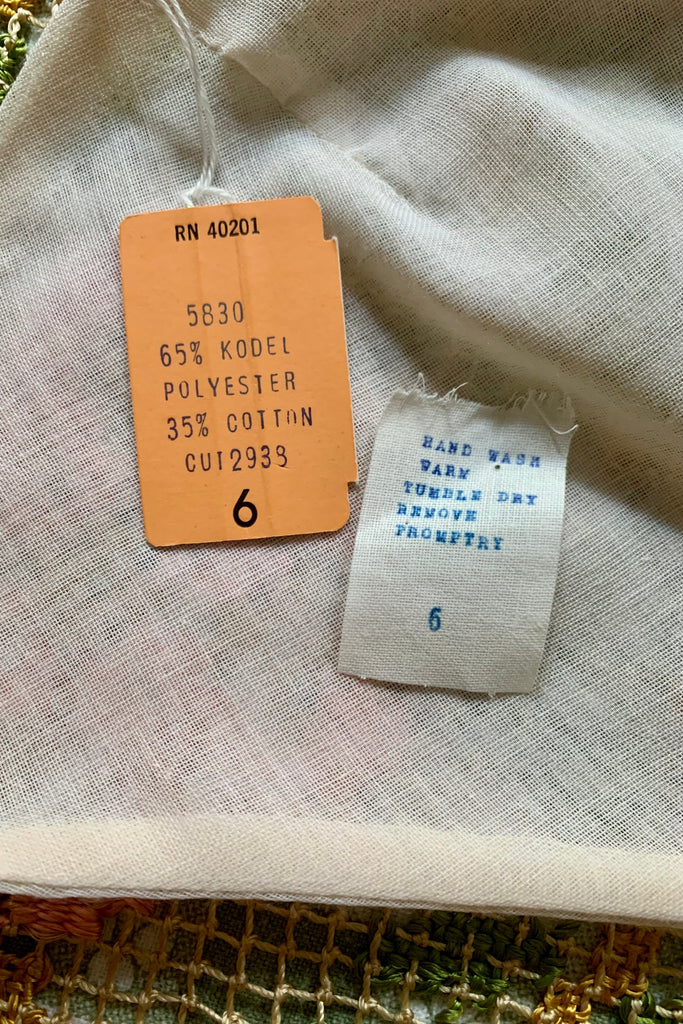 RN 40201
5830
65% KODEL
POLYESTER
35% COTTON
CUT2933
6
HAND WASH
WARM
TUMBLE DRY
REMOVE
PROMPTRY
6